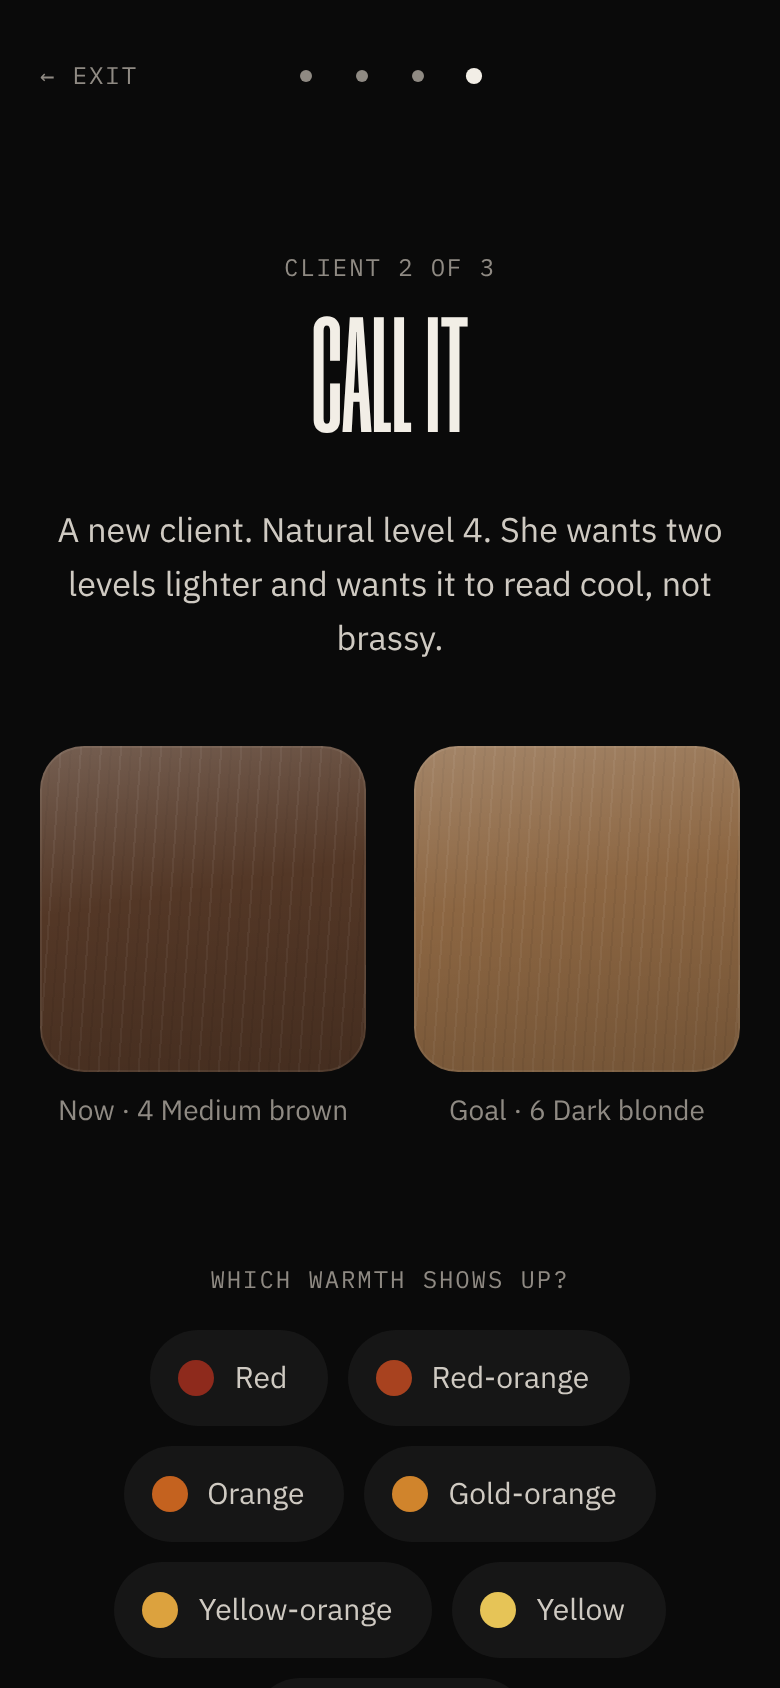 ← EXIT
CLIENT 2 OF 3
CALL IT
A new client. Natural level 4. She wants two
levels lighter and wants it to read cool, not
brassy.
Now · 4 Medium brown
Goal · 6 Dark blonde
WHICH WARMTH SHOWS UP?
Red
Red-orange
Orange
Gold-orange
Yellow-orange
Yellow